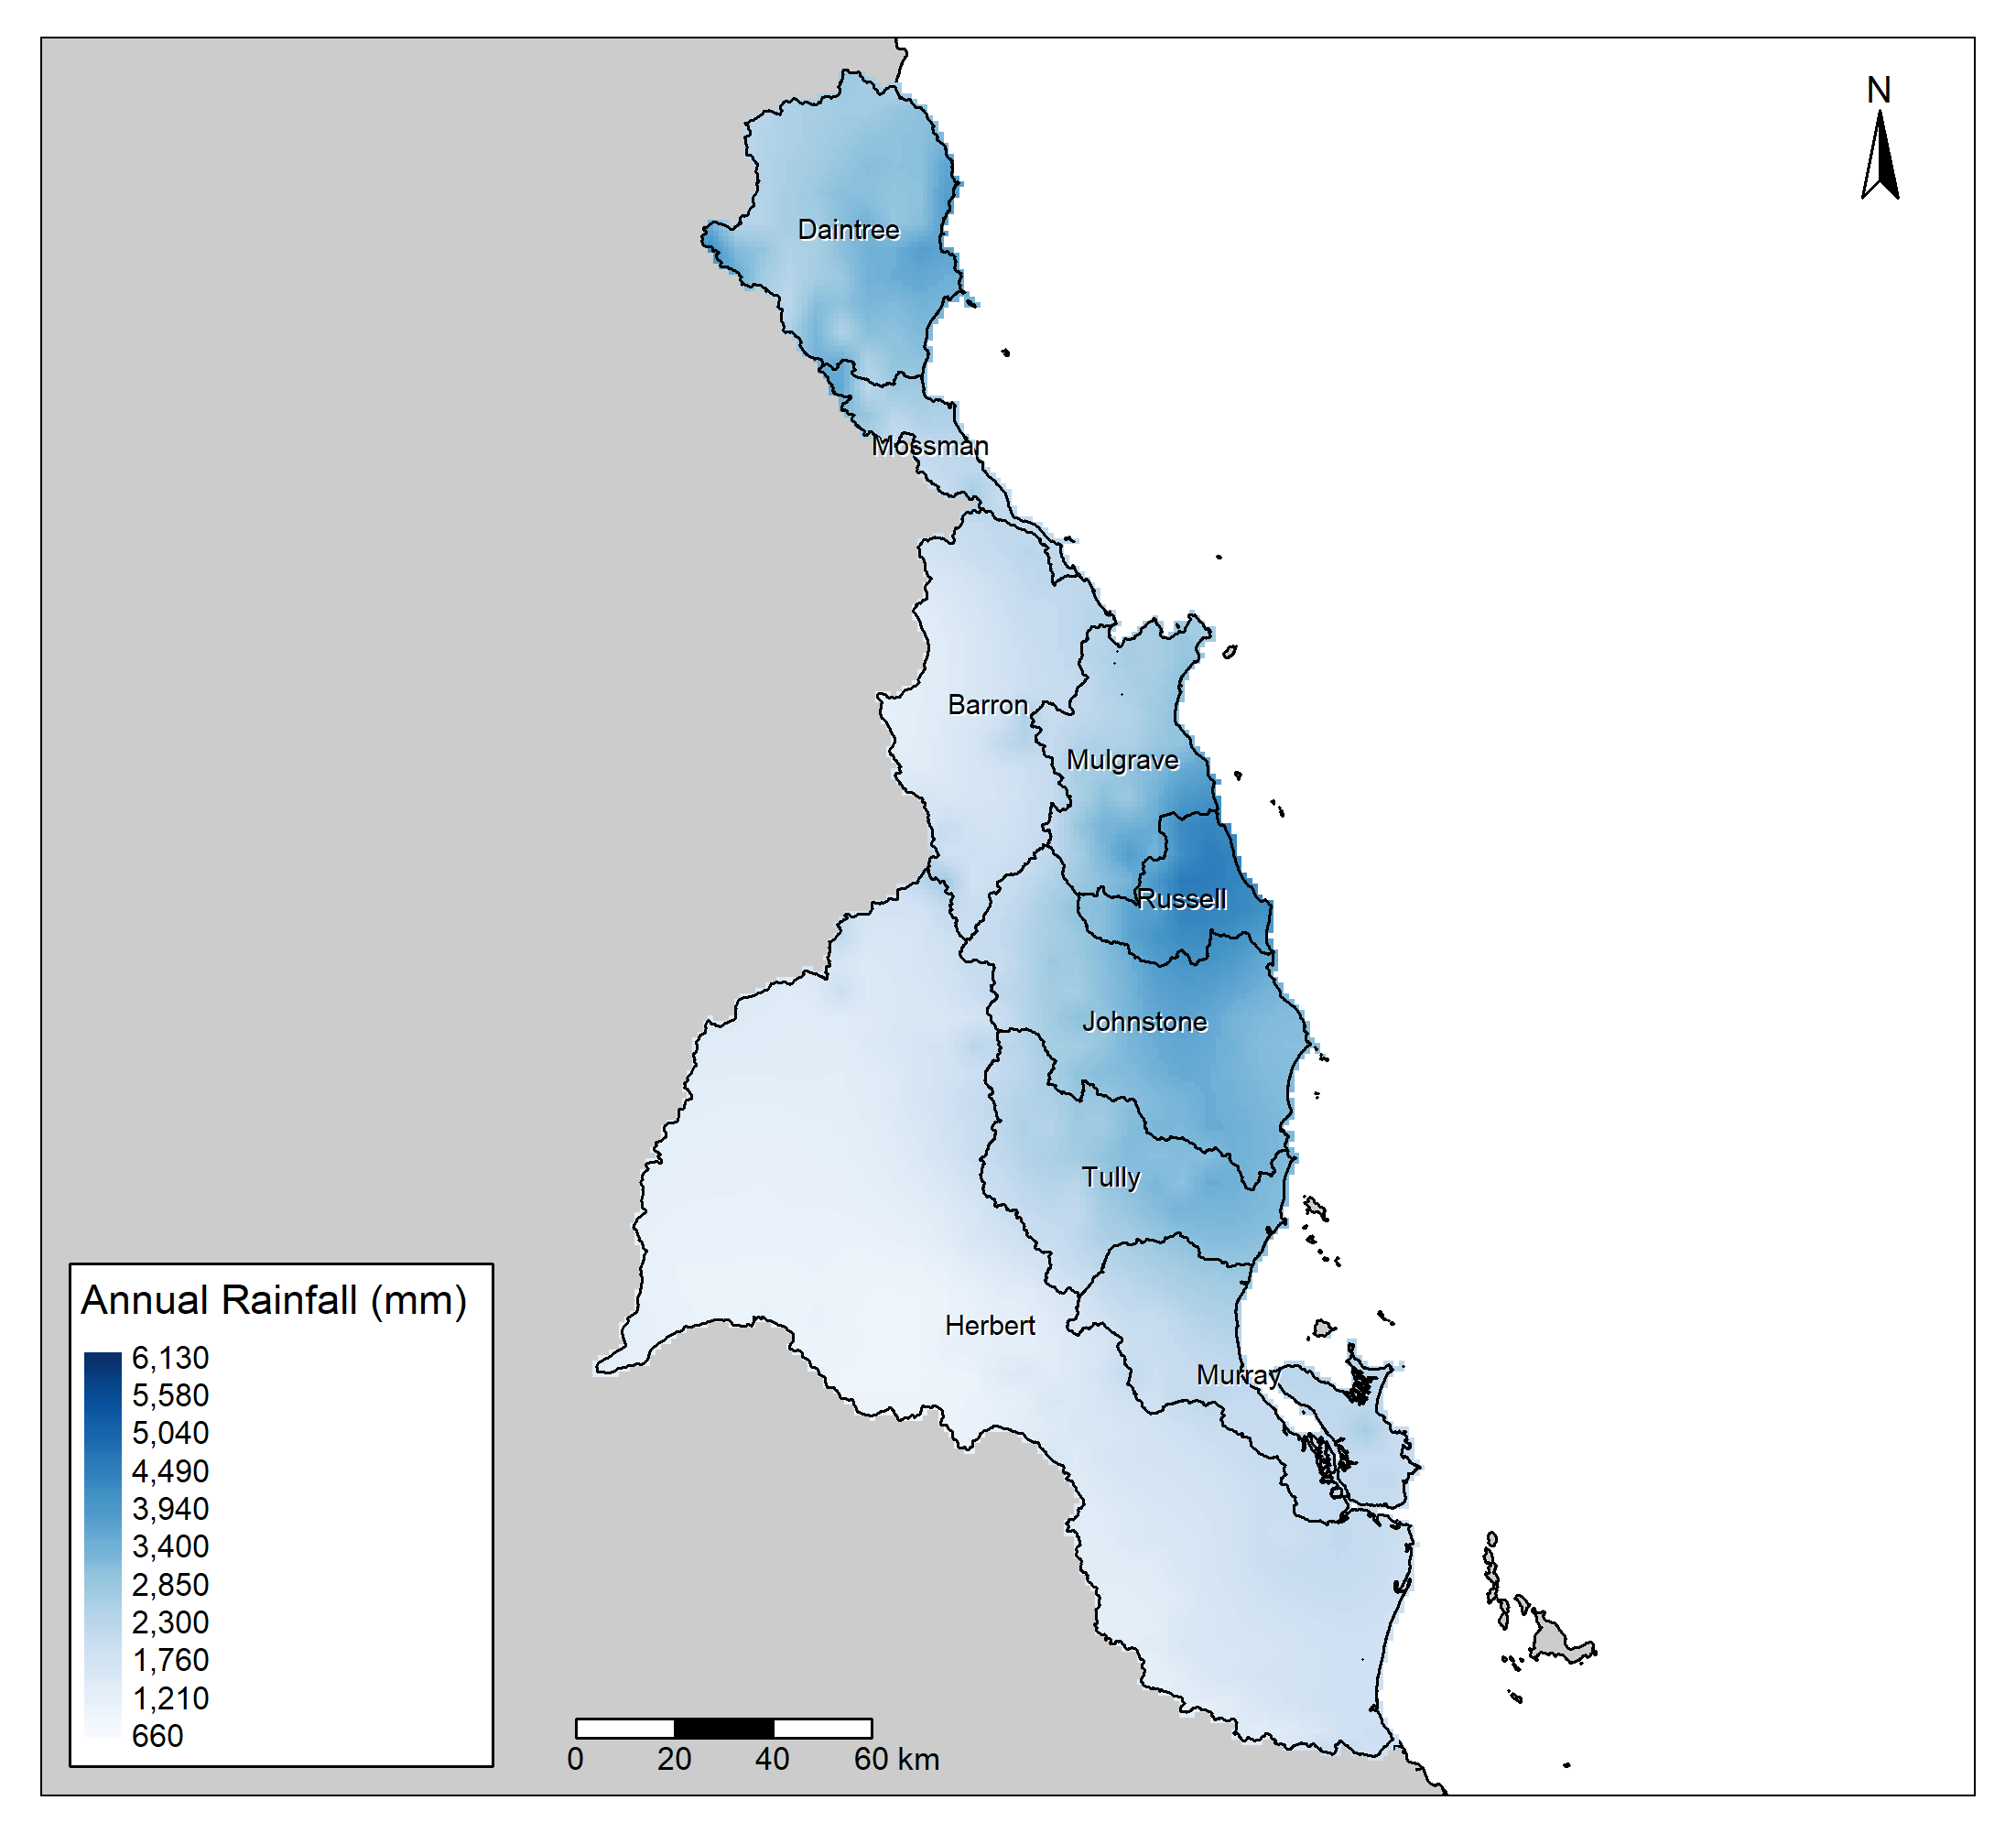 N
Daintree
Mossman
Barron
Mulgrave
Russell
Johnstone
Tully
Herbert
Murray
Annual Rainfall (mm)
6,130
5,580
5,040
4,490
3,940
3,400
2,850
2,300
1,760
1,210
660
0 20 40 60 km